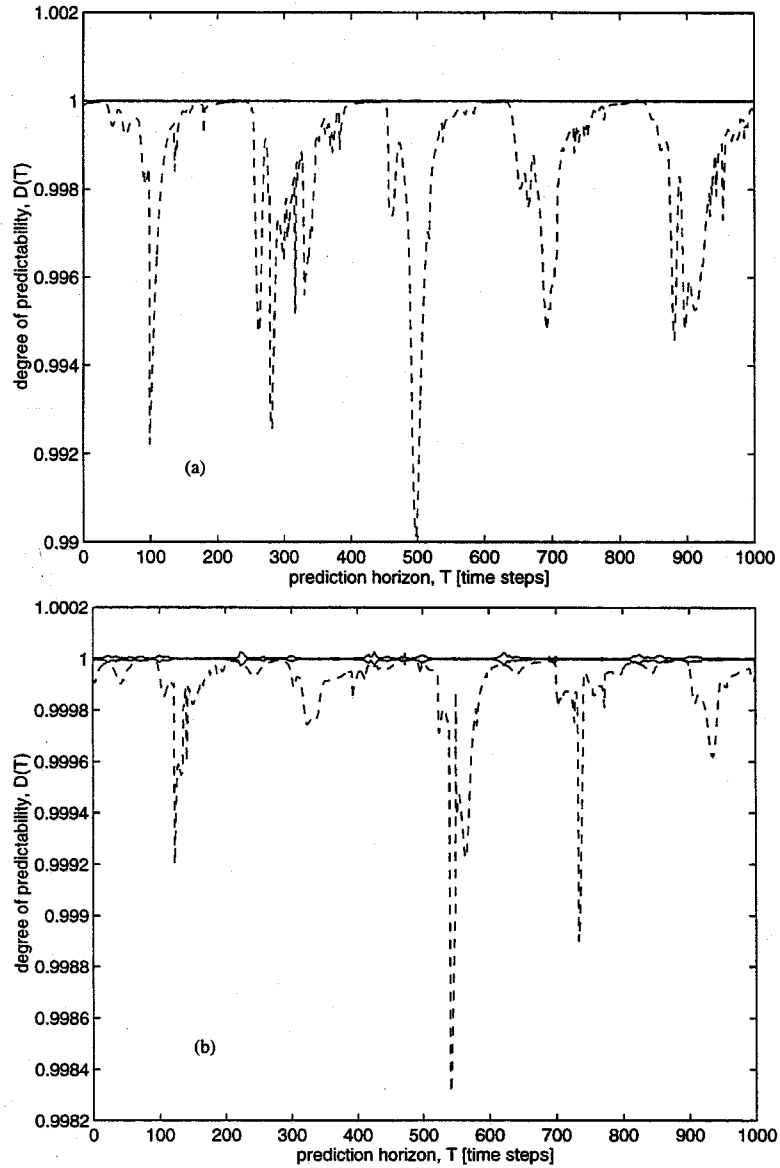 1.002
1
0.998
0.996
0.994
0.992
0.99
degree of predictability, D(T)
(a)
0 100 200 300 400 500 600 700 800 900 1000
prediction horizon, T [time steps]
1.0002
1
0.9998
0.9996
0.9994
0.9992
0.999
0.9988
0.9986
0.9984
0.9982
degree of predictability, D(T)
(b)
0 100 200 300 400 500 600 700 800 900 1000
prediction horizon, T [time steps]